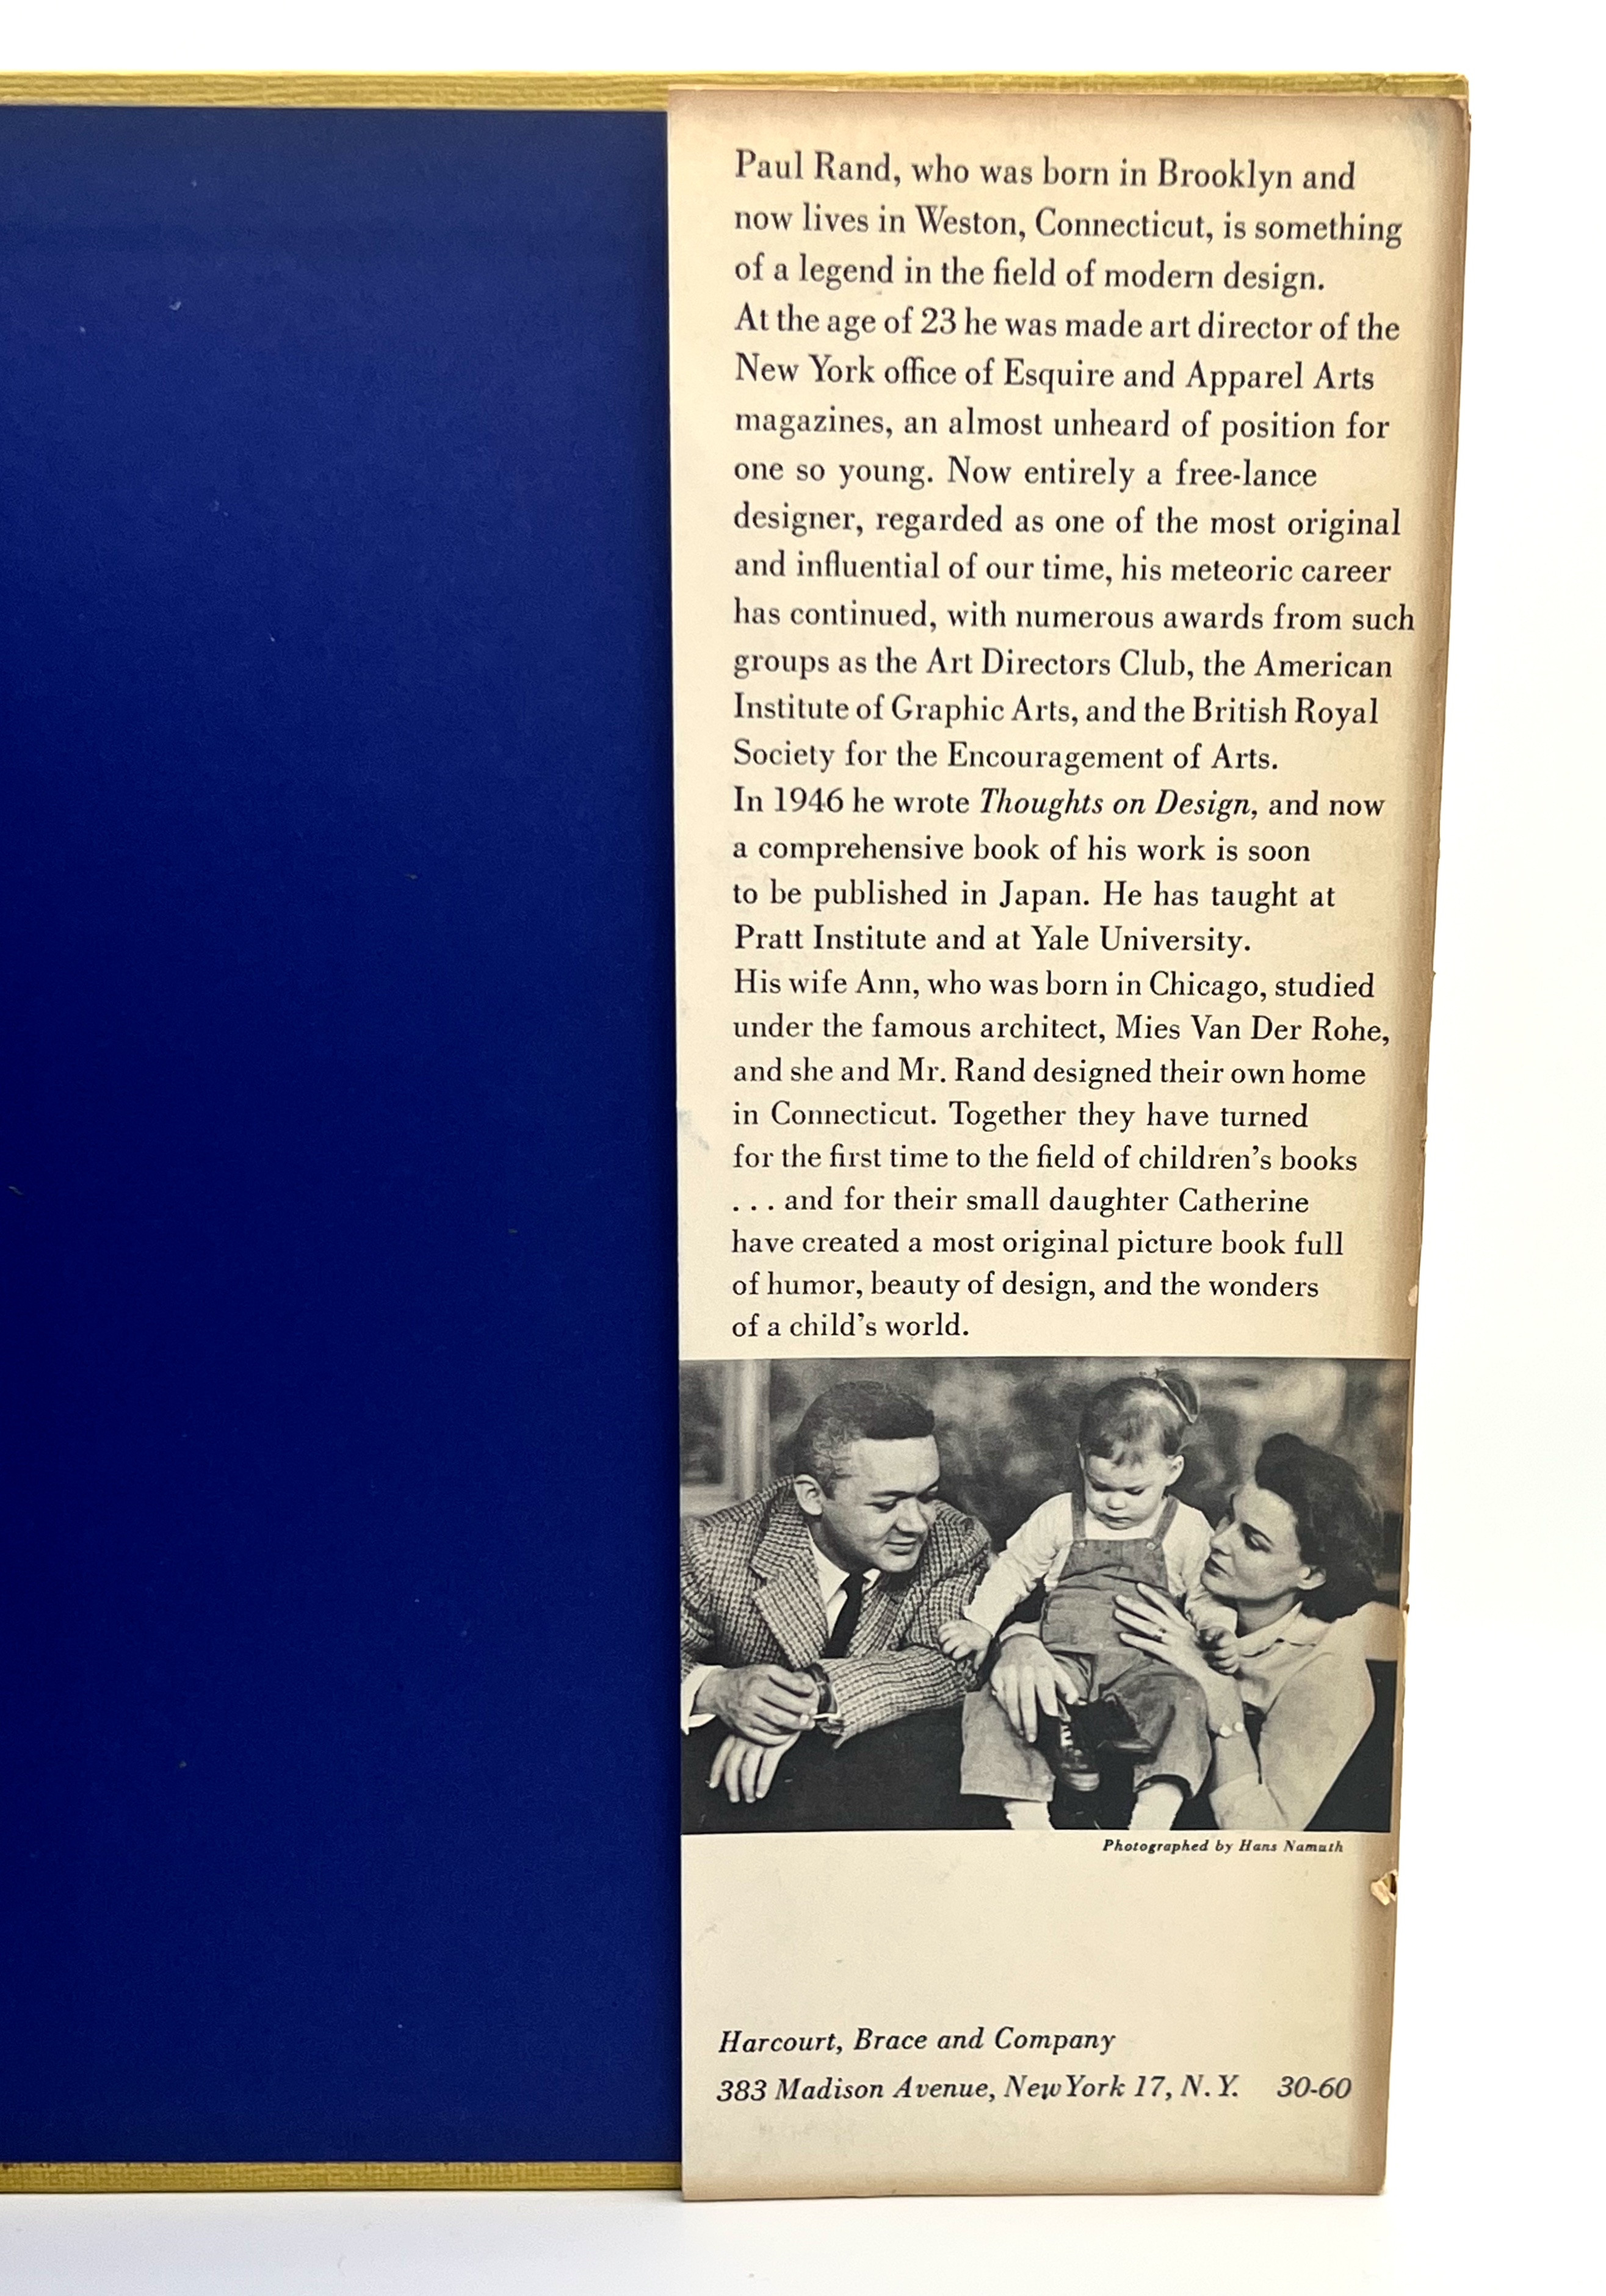 Paul Rand, who was born in Brooklyn and
now lives in Weston, Connecticut, is something
of a legend in the field of modern design.
At the age of 23 he was made art director of the
New York office of Esquire and Apparel Arts
magazines, an almost unheard of position for
one so young. Now entirely a free-lance
designer, regarded as one of the most original
and influential of our time, his meteoric career
has continued, with numerous awards from such
groups as the Art Directors Club, the American
Institute of Graphic Arts, and the British Royal
Society for the Encouragement of Arts.
In 1946 he wrote Thoughts on Design, and now
a comprehensive book of his work is soon
to be published in Japan. He has taught at
Pratt Institute and at Yale University.
His wife Ann, who was born in Chicago, studied
under the famous architect, Mies Van Der Rohe,
and she and Mr. Rand designed their own home
in Connecticut. Together they have turned
for the first time to the field of children's books
. . . and for their small daughter Catherine
have created a most original picture book full
of humor, beauty of design, and the wonders
of a child's world.
Photographed by Hans Namuth
Harcourt, Brace and Company
383 Madison Avenue, New York 17, N.Y. 30-60